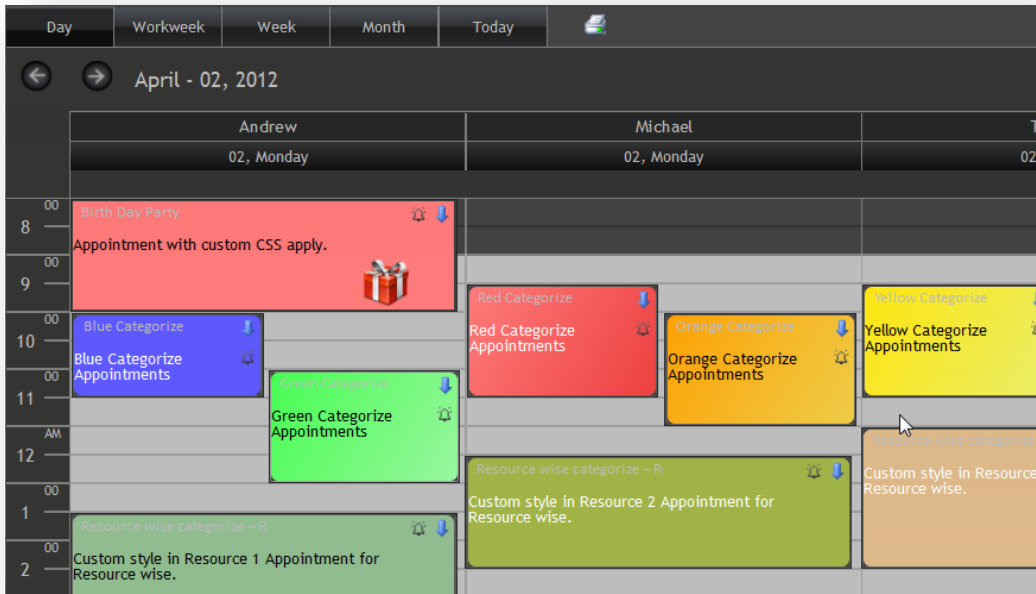 Day Workweek Week Month Today
April - 02, 2012
Andrew Michael T
02, Monday 02, Monday 02
8 00
Birth Day Party
Appointment with custom CSS apply.
9 00
Red Categorize
Red Categorize
Appointments
Yellow Categorize
Yellow Categorize
Appointments
10 00
Blue Categorize
Blue Categorize
Appointments
Orange Categorize
Orange Categorize
Appointments
11 00
Green Categorize
Green Categorize
Appointments
12 AM
Resource wise categorize
Custom style in Resource
Resource wise.
Resource wise categorize – R
Custom style in Resource 2 Appointment for
Resource wise.
1 00
Resource wise categorize – R
Custom style in Resource 1 Appointment for
Resource wise.
2 00